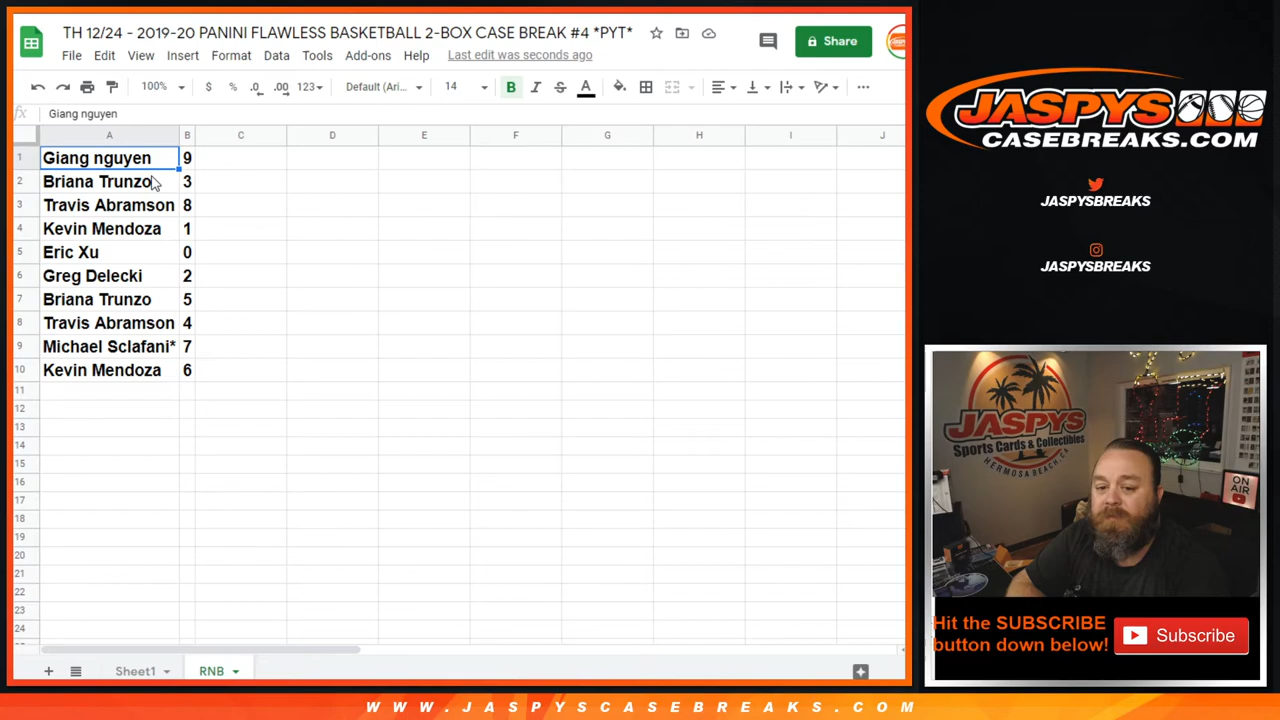 TH 12/24 - 2019-20 PANINI FLAWLESS BASKETBALL 2-BOX CASE BREAK #4 *PYT*
File Edit View Insert Format Data Tools Add-ons Help Last edit was seconds ago
Share
100% $ % .0 .00 123 Default (Ari... 14 B I S A
fx Giang nguyen
A B C D E F G H I J
1 Giang nguyen 9
2 Briana Trunzo 3
3 Travis Abramson 8
4 Kevin Mendoza 1
5 Eric Xu 0
6 Greg Delecki 2
7 Briana Trunzo 5
8 Travis Abramson 4
9 Michael Sclafani* 7
10 Kevin Mendoza 6
11
12
13
14
15
16
17
18
19
20
21
22
23
24
Sheet1 RNB
JASPYS
CASEBREAKS.COM
JASPYSBREAKS
JASPYSBREAKS
JASPYS
Sports Cards & Collectibles
HERMOSA BEACH, CA
ON
AIR
Hit the SUBSCRIBE
button down below!
Subscribe
WWW.JASPYSCASEBREAKS.COM